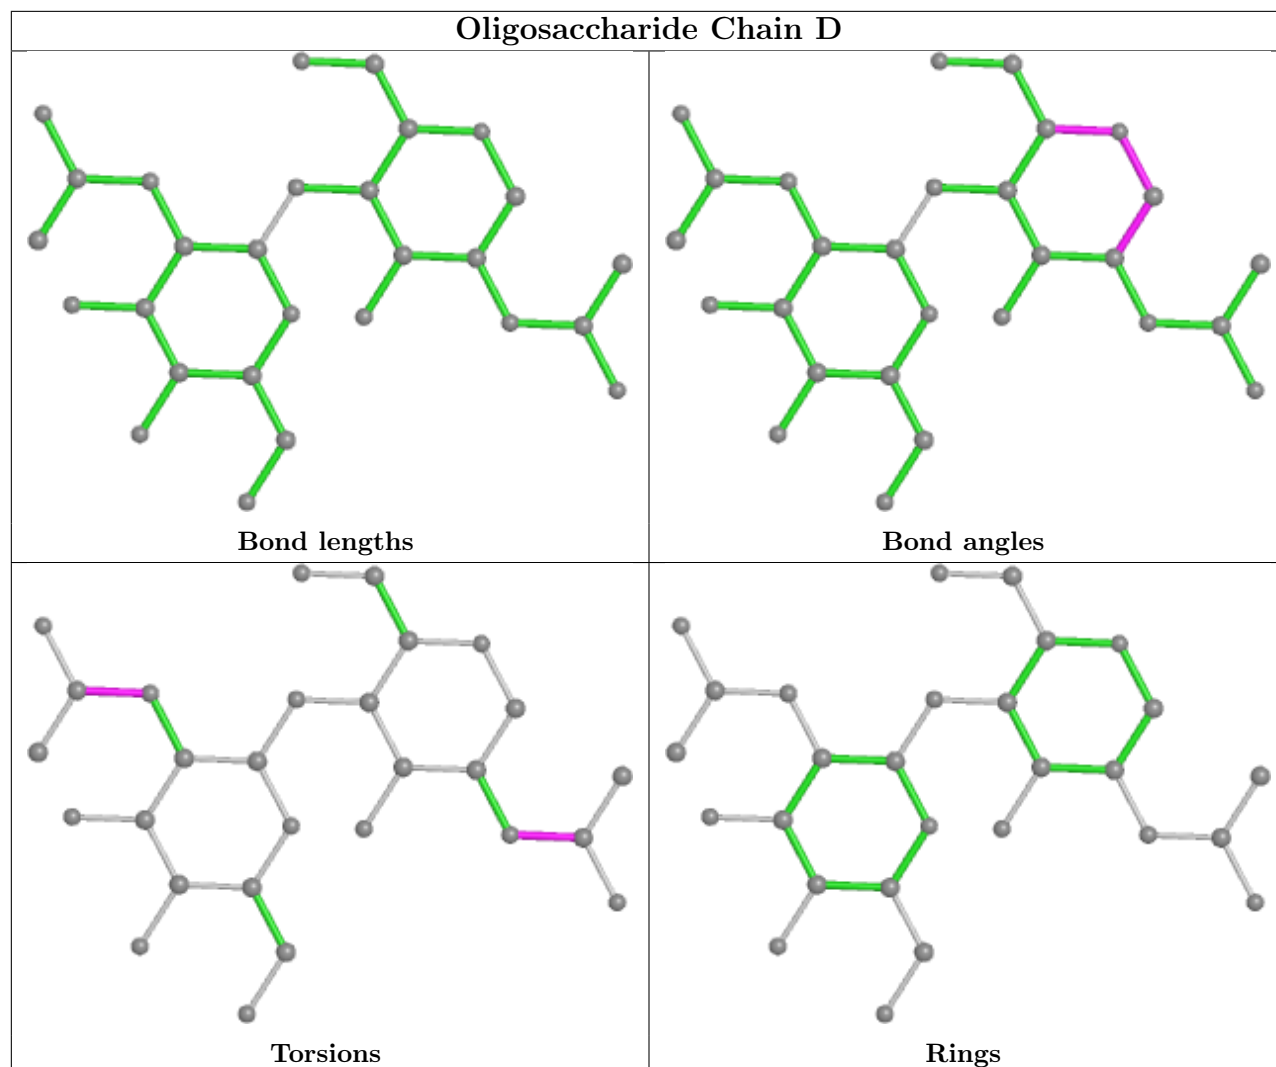 Oligosaccharide Chain D
Bond lengths
Bond angles
Torsions
Rings